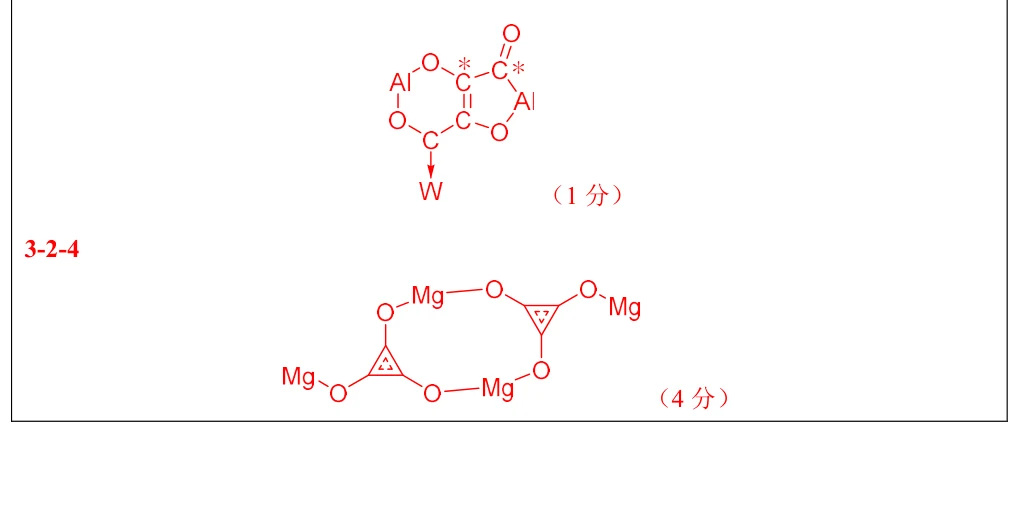 O
O * C *
Al C Al
O C O
C
W （1 分）
3-2-4
Mg O O Mg
O
Mg O O Mg O （4 分）